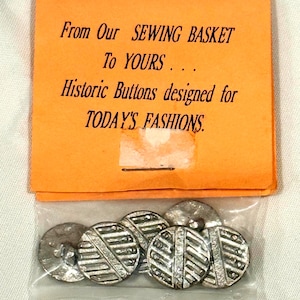 From Our SEWING BASKET
To YOURS . . .
Historic Buttons designed for
TODAY'S FASHIONS.